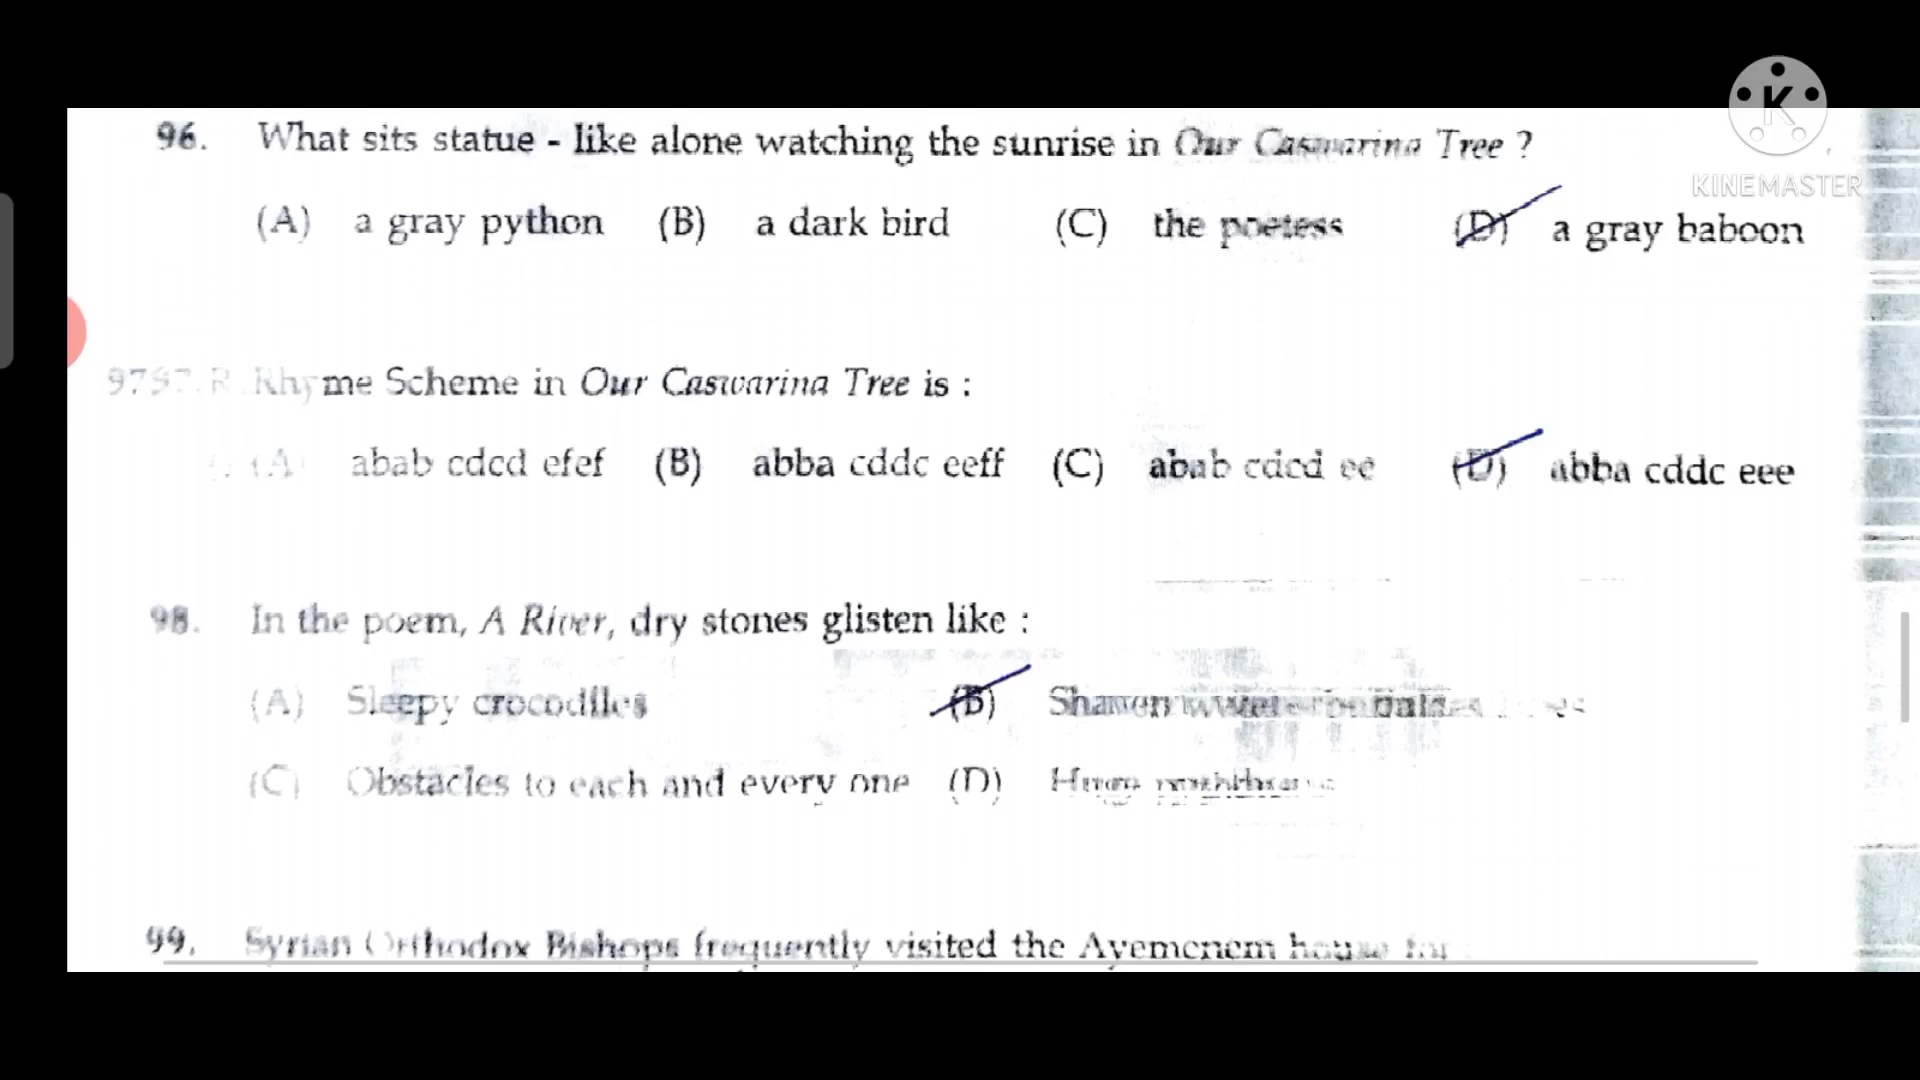 KINEMASTER
96. What sits statue - like alone watching the sunrise in Our Casuarina Tree ?
(A) a gray python (B) a dark bird (C) the poetess (D) a gray baboon
9797. R Rhyme Scheme in Our Caswarina Tree is :
(A) abab cdcd efef (B) abba cddc eeff (C) abab cdcd ee (D) abba cddc eee
98. In the poem, A River, dry stones glisten like :
(A) Sleepy crocodiles (B) Shaven
(C) Obstacles to each and every one (D)
99. Syrian Orthodox Bishops frequently visited the Ayemenem house for